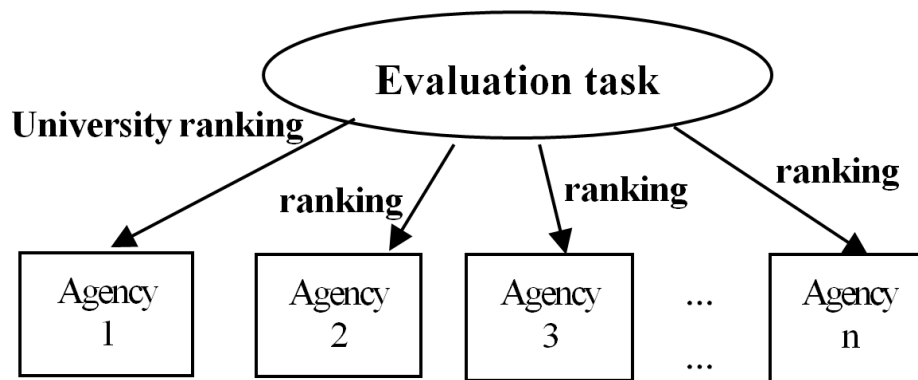 Evaluation task
University ranking
ranking
ranking
ranking
Agency
1
Agency
2
Agency
3
...
...
Agency
n